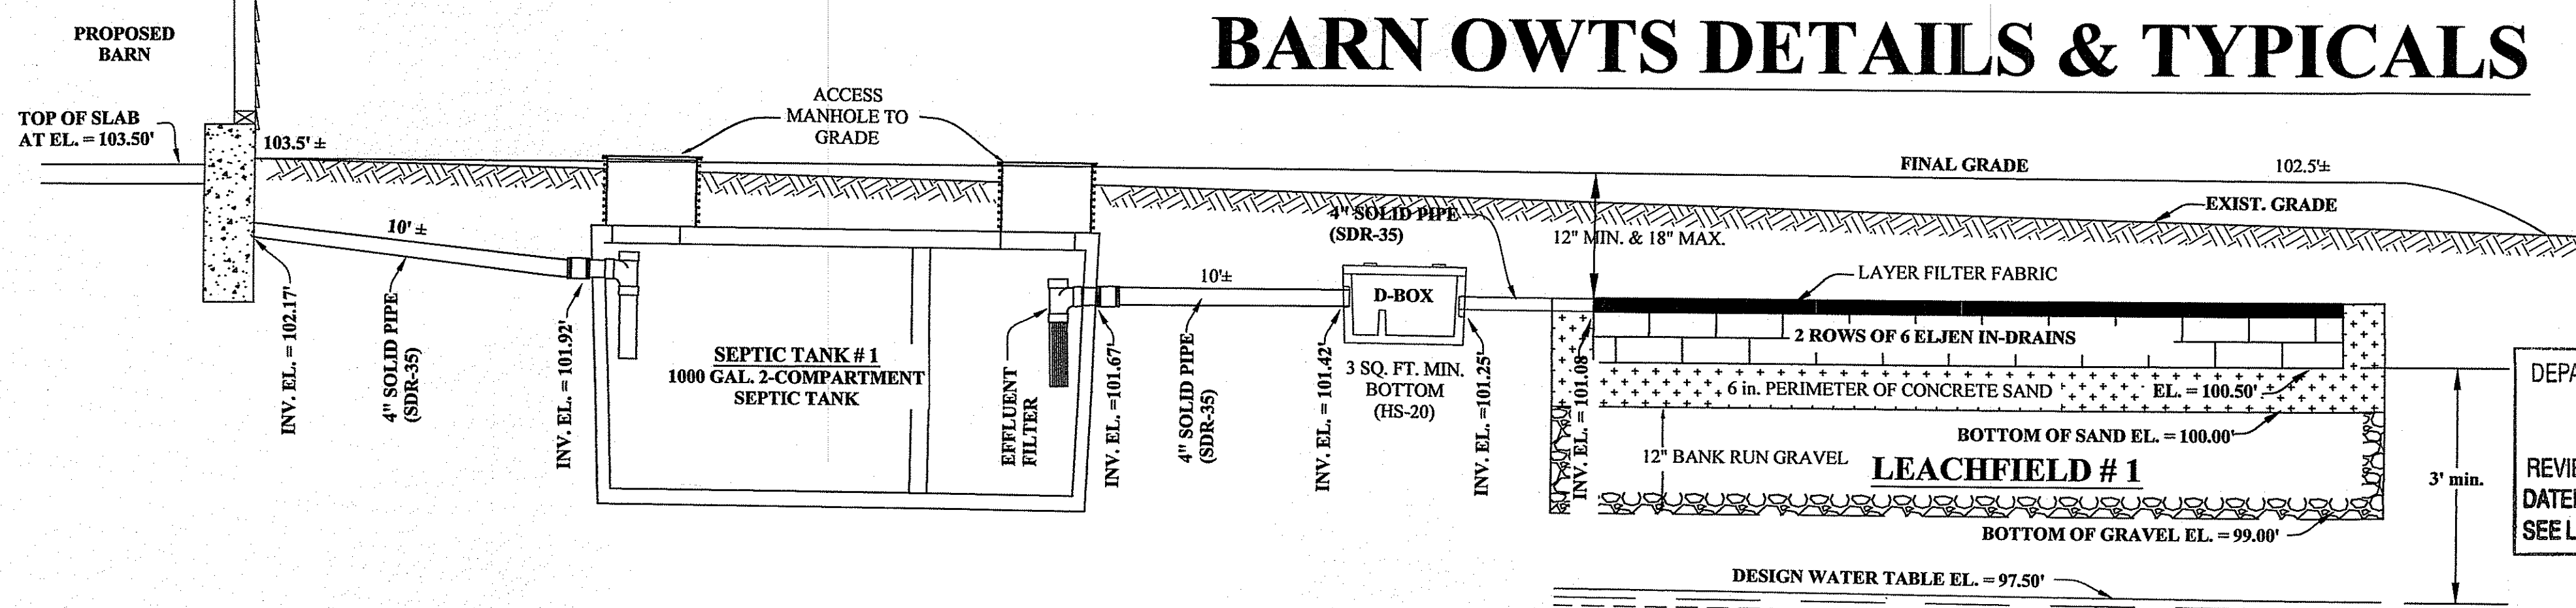 BARN OWTS DETAILS & TYPICALS
PROPOSED
BARN
TOP OF SLAB
AT EL. = 103.50'
103.5' ±
ACCESS
MANHOLE TO
GRADE
FINAL GRADE
102.5'±
EXIST. GRADE
10' ±
4" SOLID PIPE
(SDR-35)
INV. EL. = 102.17'
INV. EL. = 101.92'
SEPTIC TANK # 1
1000 GAL. 2-COMPARTMENT
SEPTIC TANK
EFFLUENT
FILTER
INV. EL. =101.67'
10'±
4" SOLID PIPE
(SDR-35)
INV. EL. = 101.42'
D-BOX
3 SQ. FT. MIN.
BOTTOM
(HS-20)
INV. EL. =101.25'
4" SOLID PIPE
(SDR-35)
12" MIN. & 18" MAX.
INV. EL. = 101.08'
LAYER FILTER FABRIC
2 ROWS OF 6 ELJEN IN-DRAINS
6 in. PERIMETER OF CONCRETE SAND
EL. = 100.50'
BOTTOM OF SAND EL. = 100.00'
12" BANK RUN GRAVEL
LEACHFIELD # 1
BOTTOM OF GRAVEL EL. = 99.00'
DESIGN WATER TABLE EL. = 97.50'
3' min.
DEPA
REVIE
DATE
SEE L